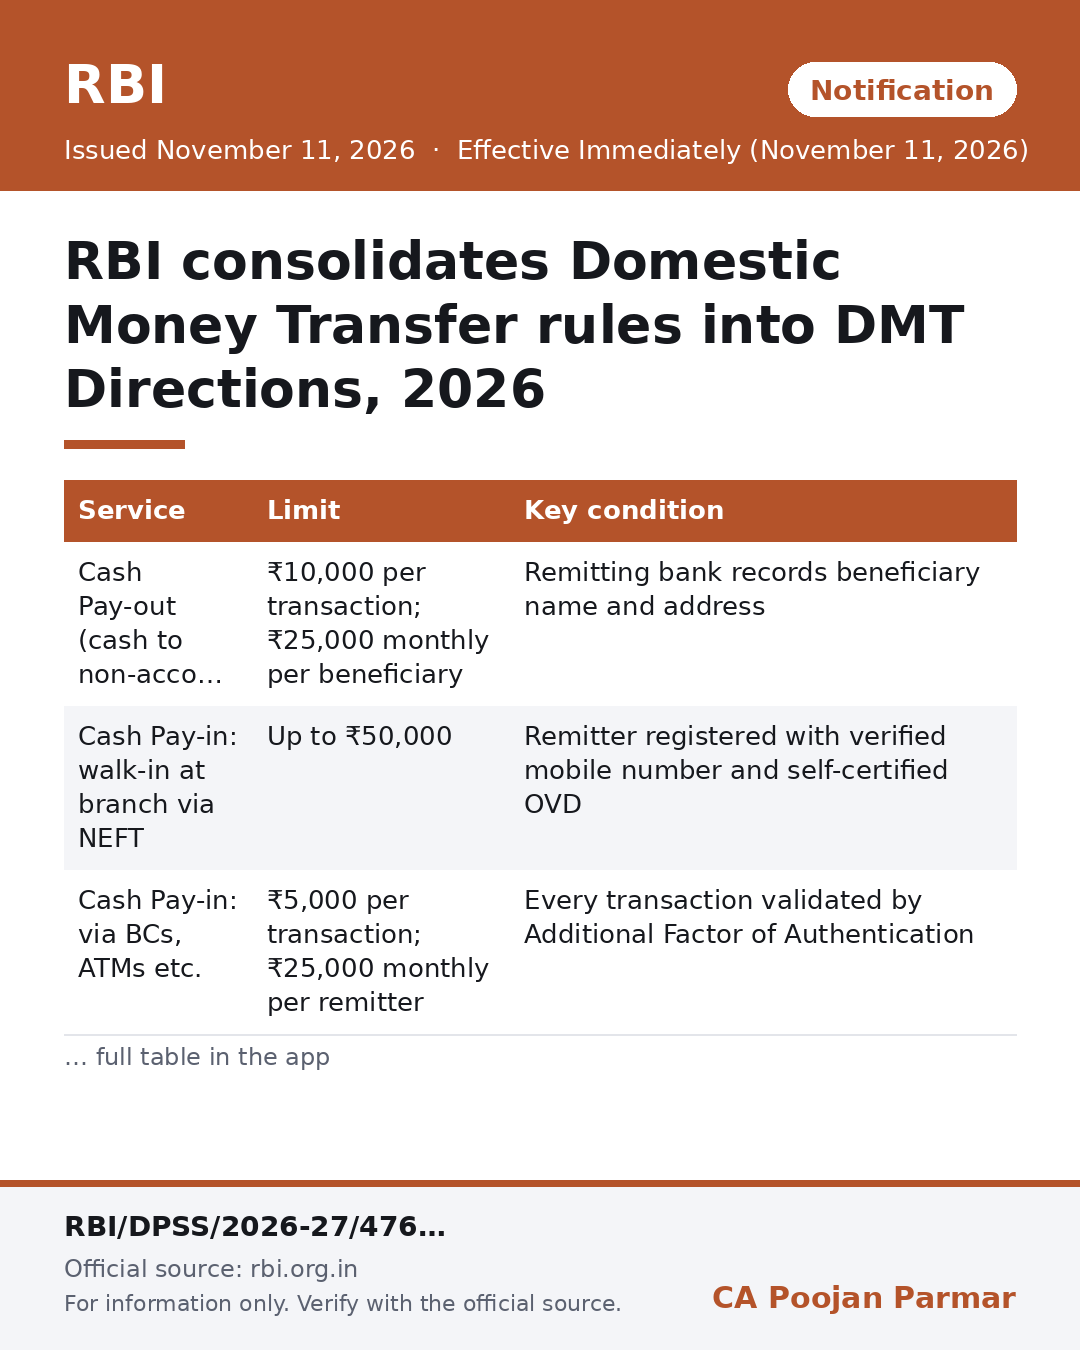 RBI
Notification
Issued November 11, 2026 · Effective Immediately (November 11, 2026)
RBI consolidates Domestic
Money Transfer rules into DMT
Directions, 2026
Service Limit Key condition
Cash
Pay-out
(cash to
non-acco…
₹10,000 per
transaction;
₹25,000 monthly
per beneficiary
Remitting bank records beneficiary
name and address
Cash Pay-in:
walk-in at
branch via
NEFT
Up to ₹50,000
Remitter registered with verified
mobile number and self-certified
OVD
Cash Pay-in:
via BCs,
ATMs etc.
₹5,000 per
transaction;
₹25,000 monthly
per remitter
Every transaction validated by
Additional Factor of Authentication
… full table in the app
RBI/DPSS/2026-27/476…
Official source: rbi.org.in
For information only. Verify with the official source.
CA Poojan Parmar